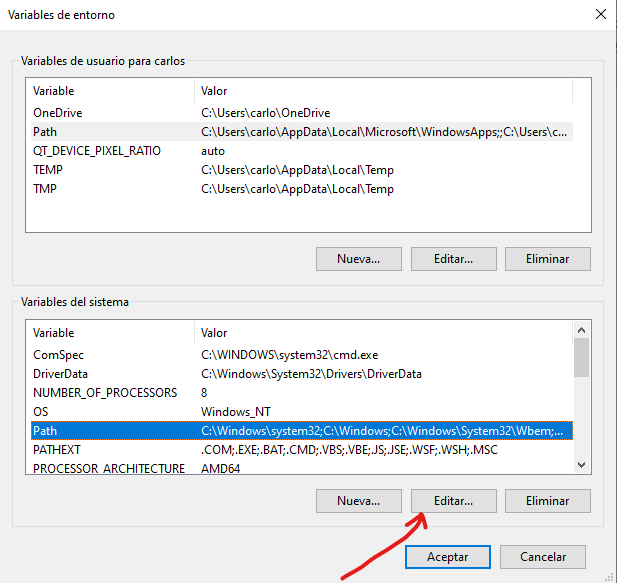 Variables de entorno
Variables de usuario para carlos
Variable Valor
OneDrive C:\Users\carlo\OneDrive
Path C:\Users\carlo\AppData\Local\Microsoft\WindowsApps;;C:\Users\c...
QT_DEVICE_PIXEL_RATIO auto
TEMP C:\Users\carlo\AppData\Local\Temp
TMP C:\Users\carlo\AppData\Local\Temp
Nueva... Editar... Eliminar
Variables del sistema
Variable Valor
ComSpec C:\WINDOWS\system32\cmd.exe
DriverData C:\Windows\System32\Drivers\DriverData
NUMBER_OF_PROCESSORS 8
OS Windows_NT
Path C:\Windows\system32;C:\Windows;C:\Windows\System32\Wbem;...
PATHEXT .COM;.EXE;.BAT;.CMD;.VBS;.VBE;.JS;.JSE;.WSF;.WSH;.MSC
PROCESSOR_ARCHITECTURE AMD64
Nueva... Editar... Eliminar
Aceptar Cancelar